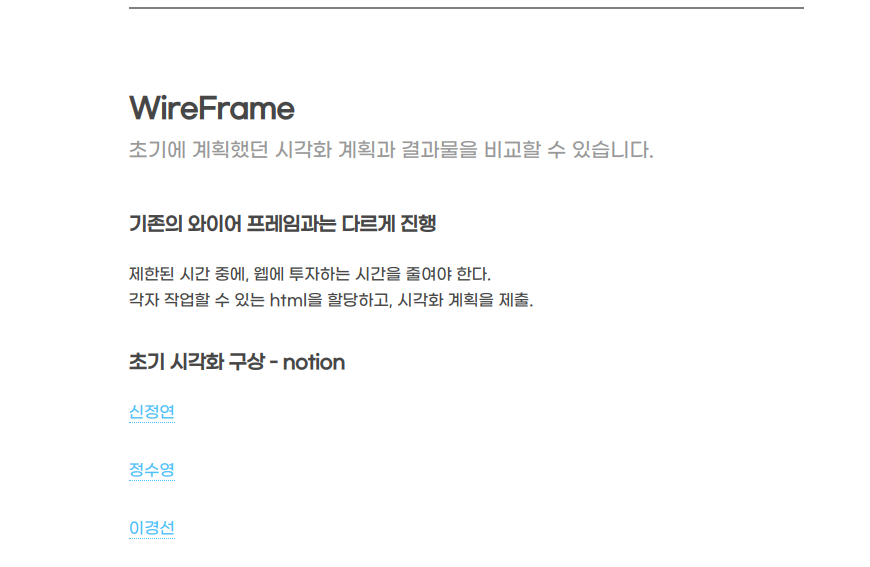 WireFrame
초기에 계획했던 시각화 계획과 결과물을 비교할 수 있습니다.
기존의 와이어 프레임과는 다르게 진행
제한된 시간 중에, 웹에 투자하는 시간을 줄여야 한다.
각자 작업할 수 있는 html을 할당하고, 시각화 계획을 제출.
초기 시각화 구상 - notion
신정연
정수영
이경선